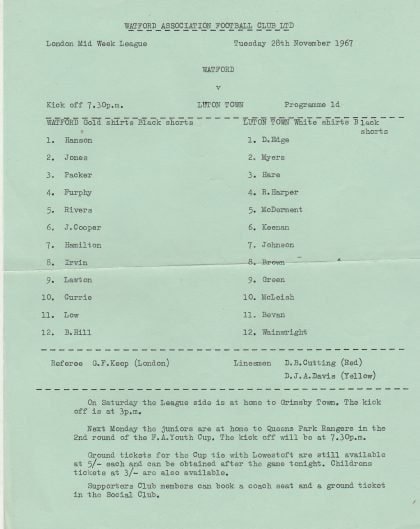 WATFORD ASSOCIATION FOOTBALL CLUB LTD
London Mid Week League Tuesday 28th November 1967
WATFORD
v
Kick off 7.30p.m. LUTON TOWN Programme 1d
WATFORD Gold shirts Black shorts LUTON TOWN White shirts Black shorts
1. Hanson 1. D.Edge
2. Jones 2. Myers
3. Packer 3. Hare
4. Furphy 4. R.Harper
5. Rivers 5. McDerment
6. J.Cooper 6. Keenan
7. Hamilton 7. Johnson
8. Irvin 8. Brown
9. Lawton 9. Green
10. Currie 10. McLeish
11. Low 11. Bevan
12. B.Hill 12. Wainwright
Referee G.F.Keep (London) Linesmen D.B.Cutting (Red)
D.J.A.Davis (Yellow)
On Saturday the League side is at home to Grimsby Town. The kick
off is at 3p.m.
Next Monday the juniors are at home to Queens Park Rangers in the
2nd round of the F.A.Youth Cup. The kick off will be at 7.30p.m.
Ground tickets for the Cup tie with Lowestoft are still available
at 5/- each and can be obtained after the game tonight. Childrens
tickets at 3/- are also available.
Supporters Club members can book a coach seat and a ground ticket
in the Social Club.